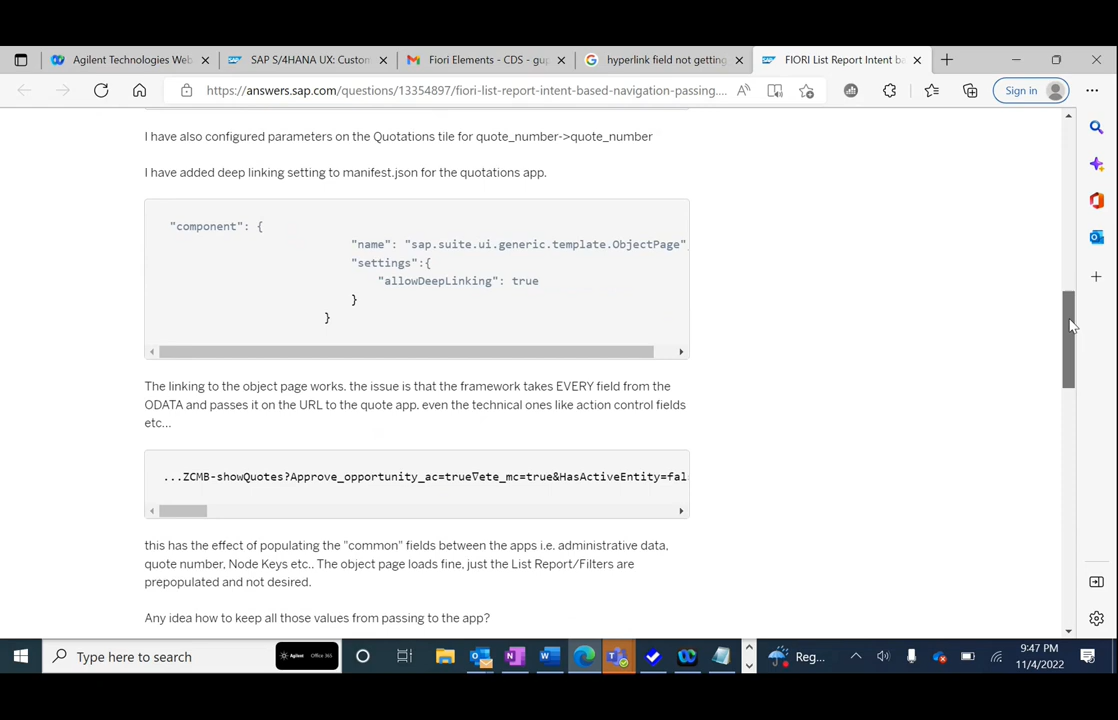 Agilent Technologies Web
SAP S/4HANA UX: Custom
Fiori Elements - CDS - gup
hyperlink field not getting
FIORI List Report Intent ba
https://answers.sap.com/questions/13354897/fiori-list-report-intent-based-navigation-passing....
Sign in
I have also configured parameters on the Quotations tile for quote_number->quote_number
I have added deep linking setting to manifest.json for the quotations app.
"component": {
"name": "sap.suite.ui.generic.template.ObjectPage",
"settings":{
"allowDeepLinking": true
}
}
The linking to the object page works, the issue is that the framework takes EVERY field from the
ODATA and passes it on the URL to the quote app. even the technical ones like action control fields
etc...
...ZCMB-showQuotes?Approve_opportunity_ac=true∇ete_mc=true&HasActiveEntity=fal
this has the effect of populating the "common" fields between the apps i.e. administrative data,
quote number, Node Keys etc.. The object page loads fine, just the List Report/Filters are
prepopulated and not desired.
Any idea how to keep all those values from passing to the app?
Type here to search
Agilent Office 365
Reg...
9:47 PM
11/4/2022